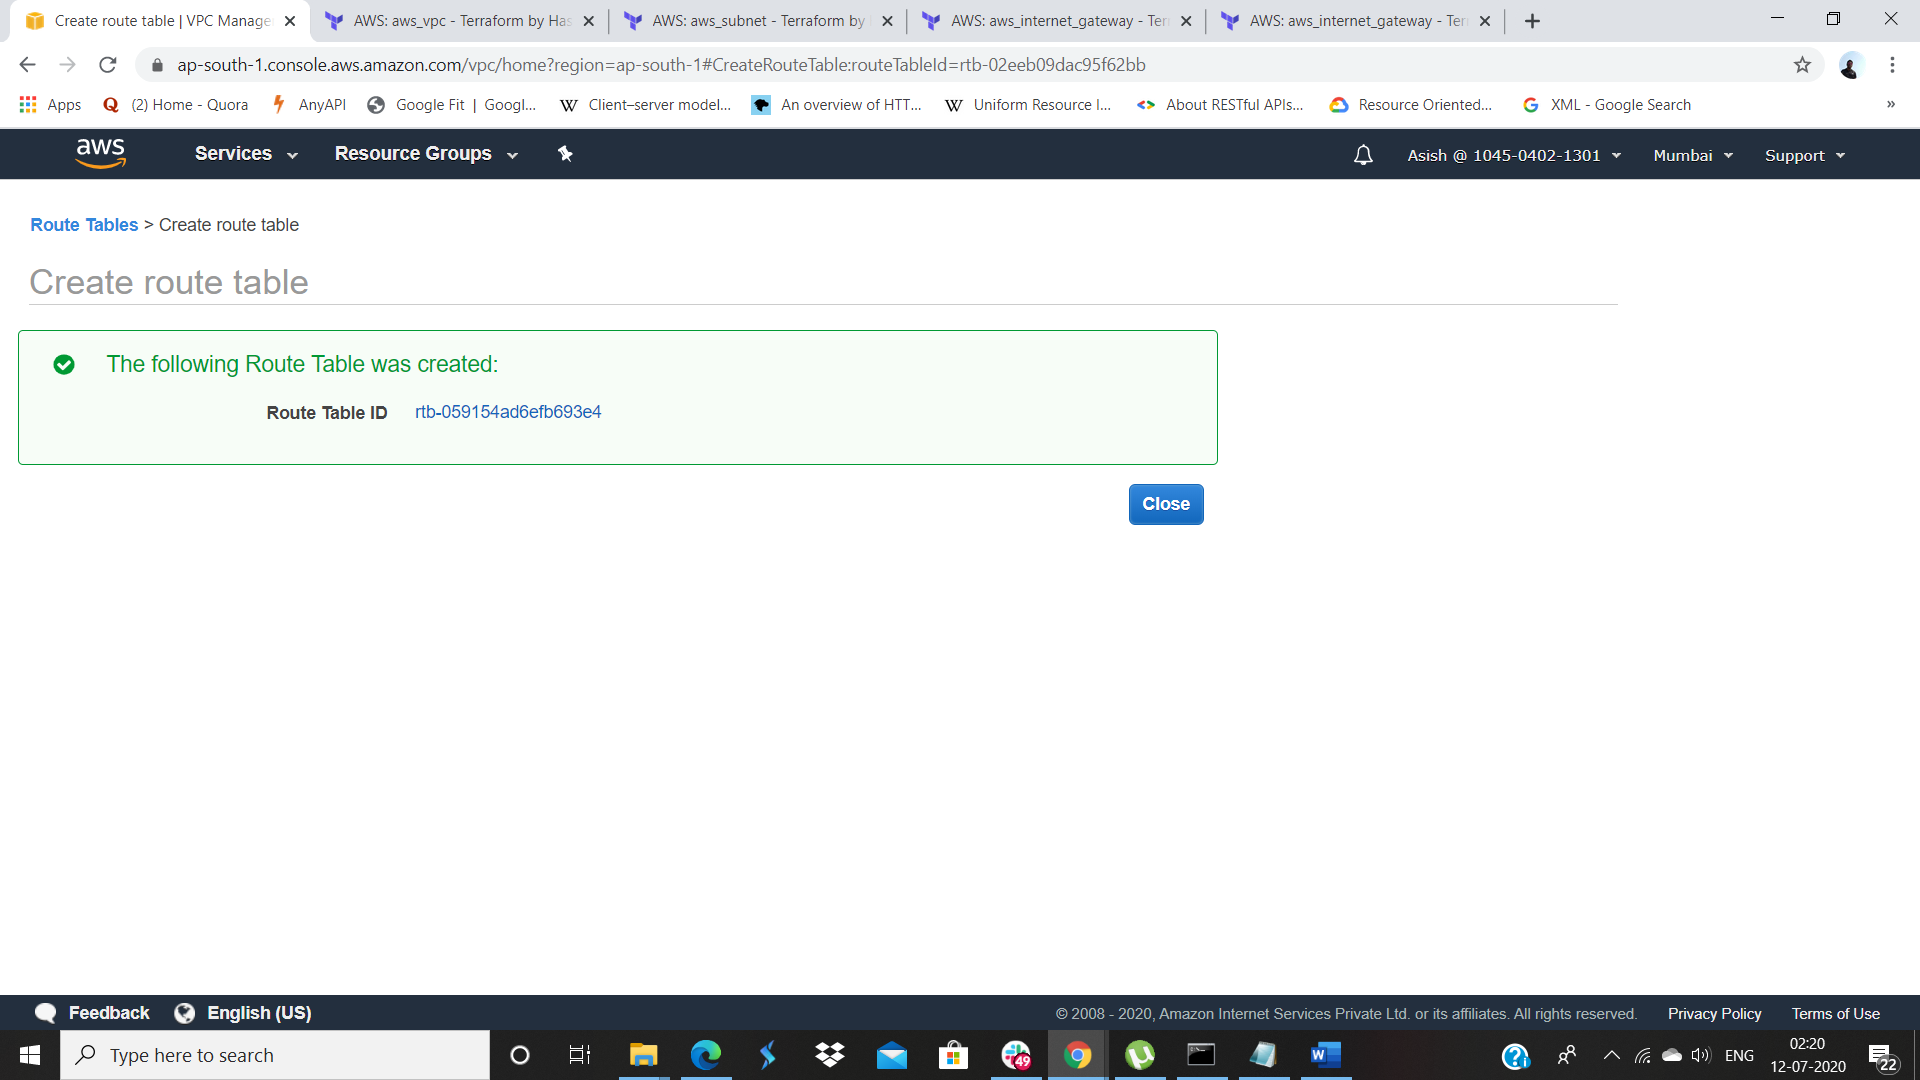 Create route table | VPC Manage
AWS: aws_vpc - Terraform by Has
AWS: aws_subnet - Terraform by
AWS: aws_internet_gateway - Ter
AWS: aws_internet_gateway - Ter
ap-south-1.console.aws.amazon.com/vpc/home?region=ap-south-1#CreateRouteTable:routeTableId=rtb-02eeb09dac95f62bb
Apps
(2) Home - Quora
AnyAPI
Google Fit | Googl...
Client–server model...
An overview of HTT...
Uniform Resource I...
About RESTful APIs...
Resource Oriented...
XML - Google Search
»
aws
Services
Resource Groups
Asish @ 1045-0402-1301
Mumbai
Support
Route Tables > Create route table
Create route table
The following Route Table was created:
Route Table ID rtb-059154ad6efb693e4
Close
Feedback
English (US)
© 2008 - 2020, Amazon Internet Services Private Ltd. or its affiliates. All rights reserved.
Privacy Policy
Terms of Use
Type here to search
49
ENG
02:20
12-07-2020
22